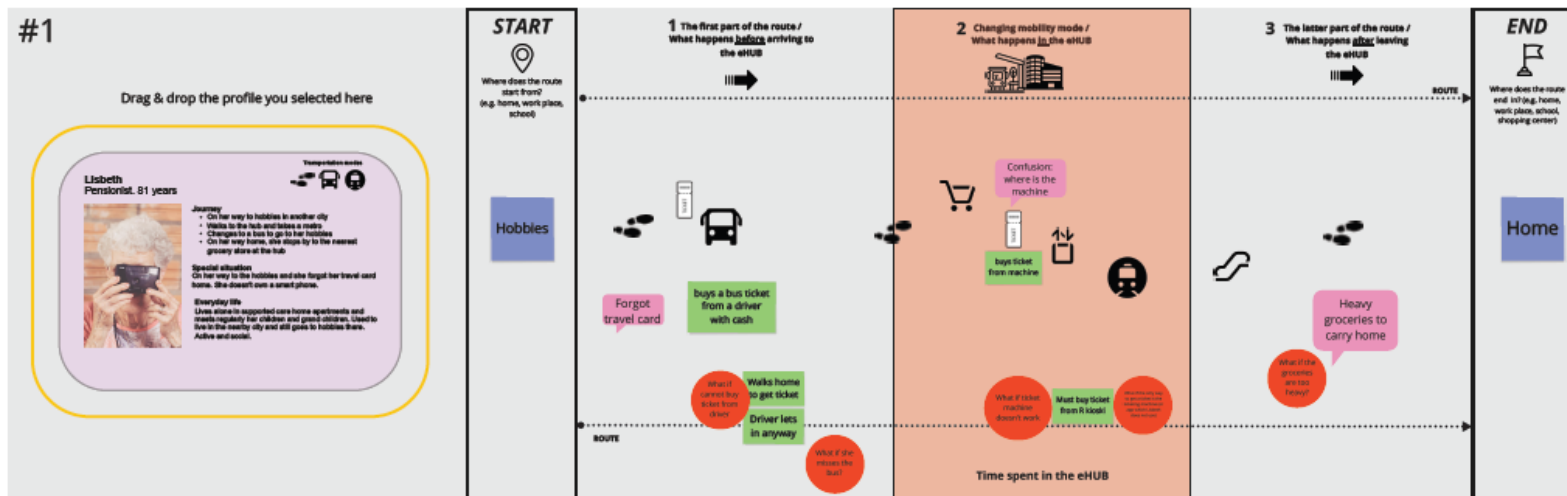 #1
Drag & drop the profile you selected here
Transportation modes
Lisbeth
Pensionist. 81 years
Journey
• On her way to hobbies in another city
• Walks to the hub and takes a metro
• Changes to a bus to go to her hobbies
• On her way home, she stops by to the nearest
grocery store at the hub
Special situation
On her way to the hobbies and she forgot her travel card
home. She doesn't own a smart phone.
Everyday life
Lives alone in supported care home apartments and
meets regularly her children and grand children. Used to
live in the nearby city and still goes to hobbies there.
Active and social.
START
Where does the route
start from?
(e.g. home, work place,
school)
Hobbies
1 The first part of the route /
What happens before arriving to
the eHUB
TICKET
Forgot
travel card
buys a bus ticket
from a driver
with cash
What if
cannot buy
ticket from
driver
Walks home
to get ticket
Driver lets
in anyway
ROUTE
What if she
misses the
bus?
2 Changing mobility mode /
What happens in the eHUB
Confusion:
where is the
machine
TICKET
buys ticket
from machine
What if ticket
machine
doesn't work
Must buy ticket
from R kioski
Time spent in the eHUB
3 The latter part of the route /
What happens after leaving
the eHUB
ROUTE
Heavy
groceries to
carry home
What if the
groceries
are too
heavy?
END
Where does the route
end in?(e.g. home,
work place, school,
shopping center)
Home